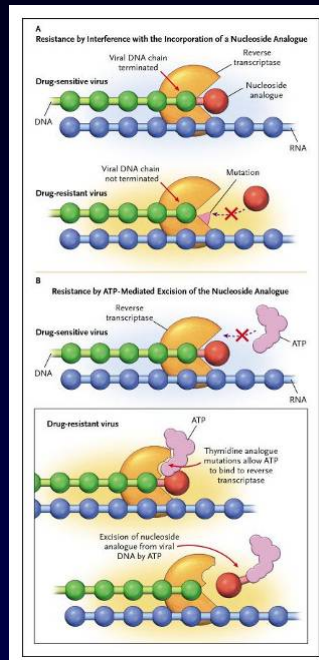 A
Resistance by Interference with the Incorporation of a Nucleoside Analogue
Viral DNA chain
terminated
Reverse
transcriptase
Drug-sensitive virus
Nucleoside
analogue
DNA
RNA
Viral DNA chain
not terminated
Mutation
Drug-resistant virus
B
Resistance by ATP-Mediated Excision of the Nucleoside Analogue
Reverse
transcriptase
Drug-sensitive virus
ATP
DNA
RNA
Drug-resistant virus
ATP
Thymidine analogue
mutations allow ATP
to bind to reverse
transcriptase
Excision of nucleoside
analogue from viral
DNA by ATP